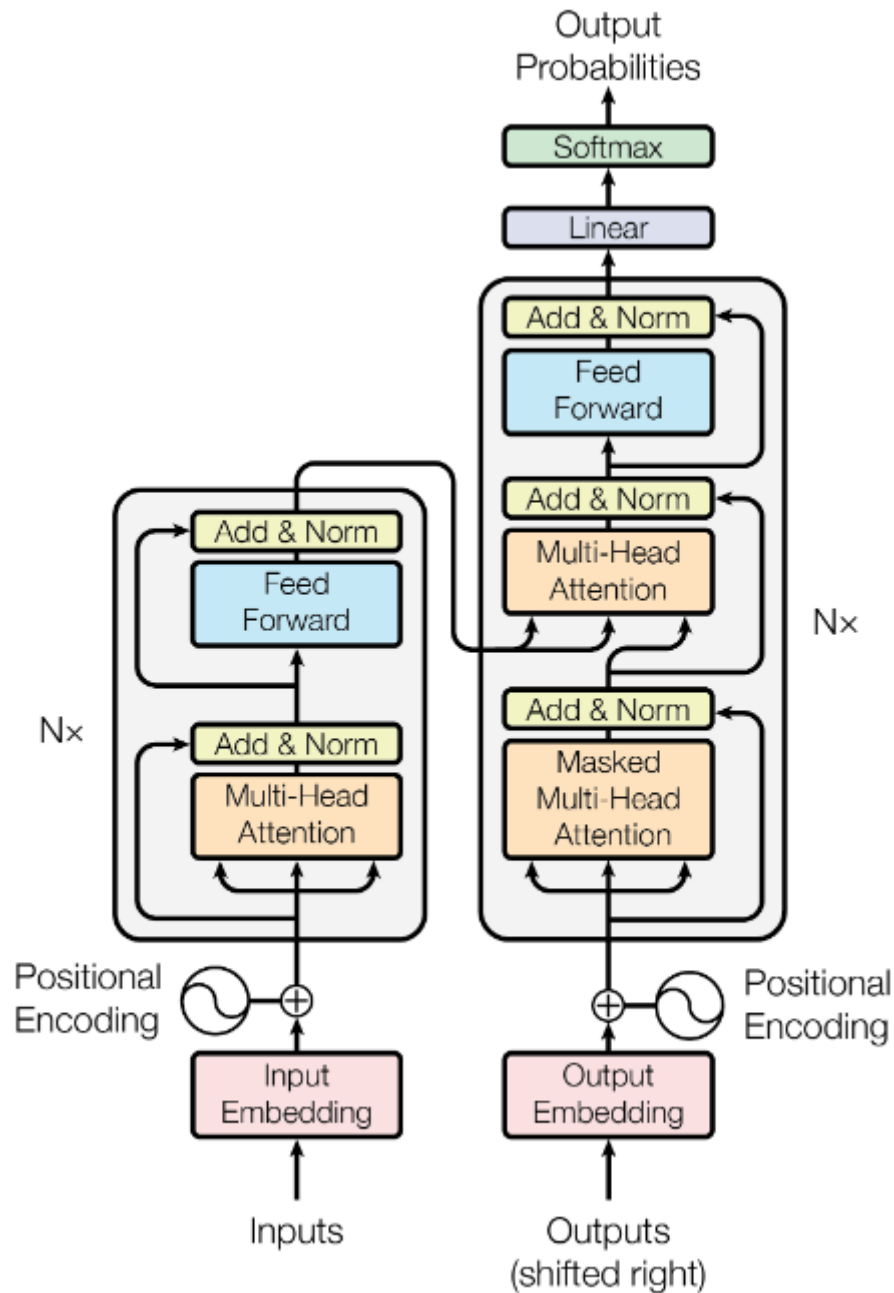 Output
Probabilities
Softmax
Linear
Add & Norm
Feed
Forward
Add & Norm
Multi-Head
Attention
Nx
Add & Norm
Masked
Multi-Head
Attention
Add & Norm
Feed
Forward
Nx
Add & Norm
Multi-Head
Attention
Positional
Encoding
Positional
Encoding
Input
Embedding
Output
Embedding
Inputs
Outputs
(shifted right)